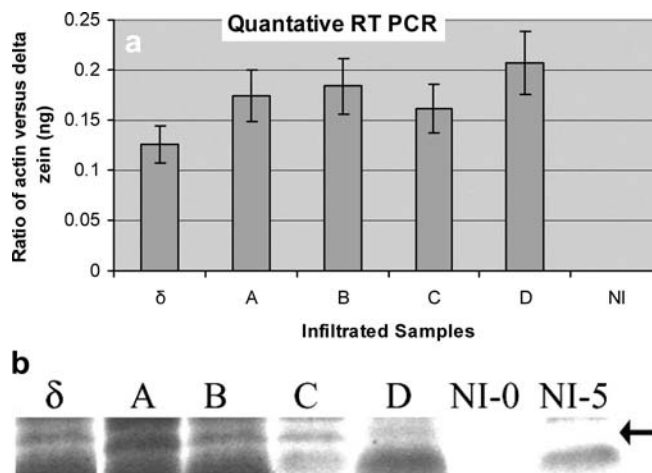 a
Quantative RT PCR
0.25
0.2
0.15
0.1
0.05
0
Ratio of actin versus delta
zein (ng)
δ A B C D NI
Infiltrated Samples
b
δ A B C D NI-0 NI-5